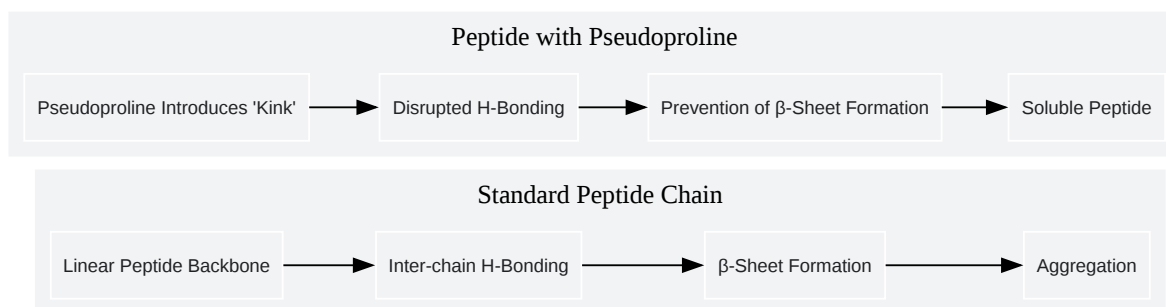 Peptide with Pseudoproline
Pseudoproline Introduces 'Kink'
Disrupted H-Bonding
Prevention of β-Sheet Formation
Soluble Peptide
Standard Peptide Chain
Linear Peptide Backbone
Inter-chain H-Bonding
β-Sheet Formation
Aggregation